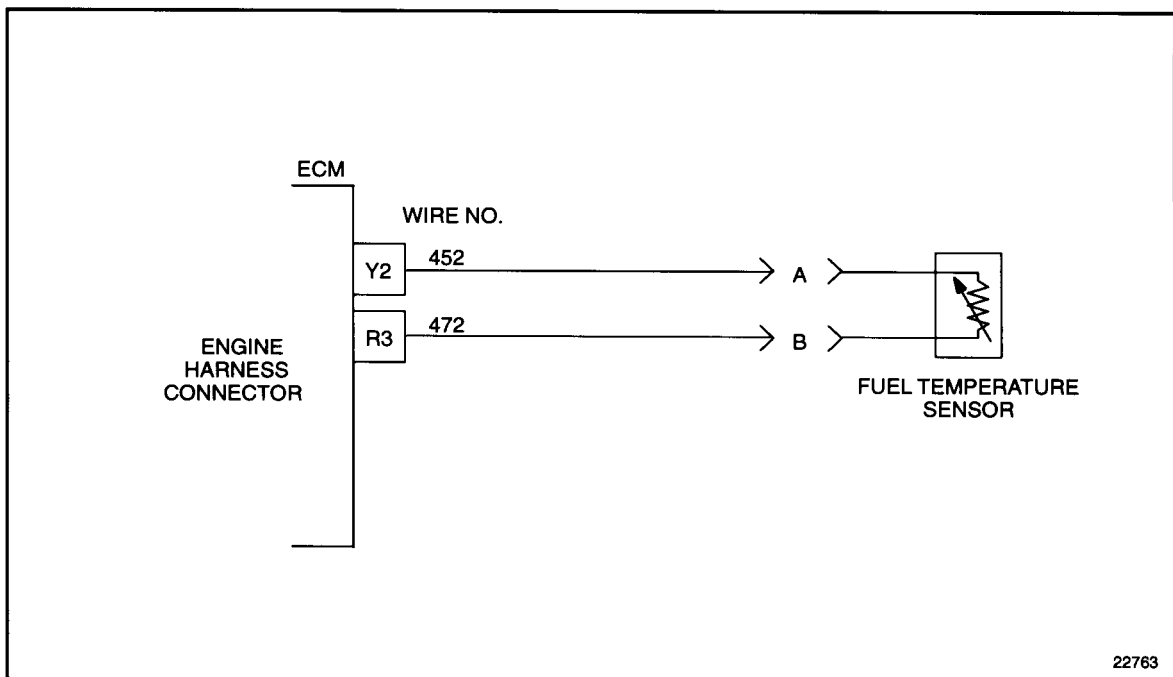 ECM
WIRE NO.
Y2
452
A
R3
472
B
ENGINE
HARNESS
CONNECTOR
FUEL TEMPERATURE
SENSOR
22763